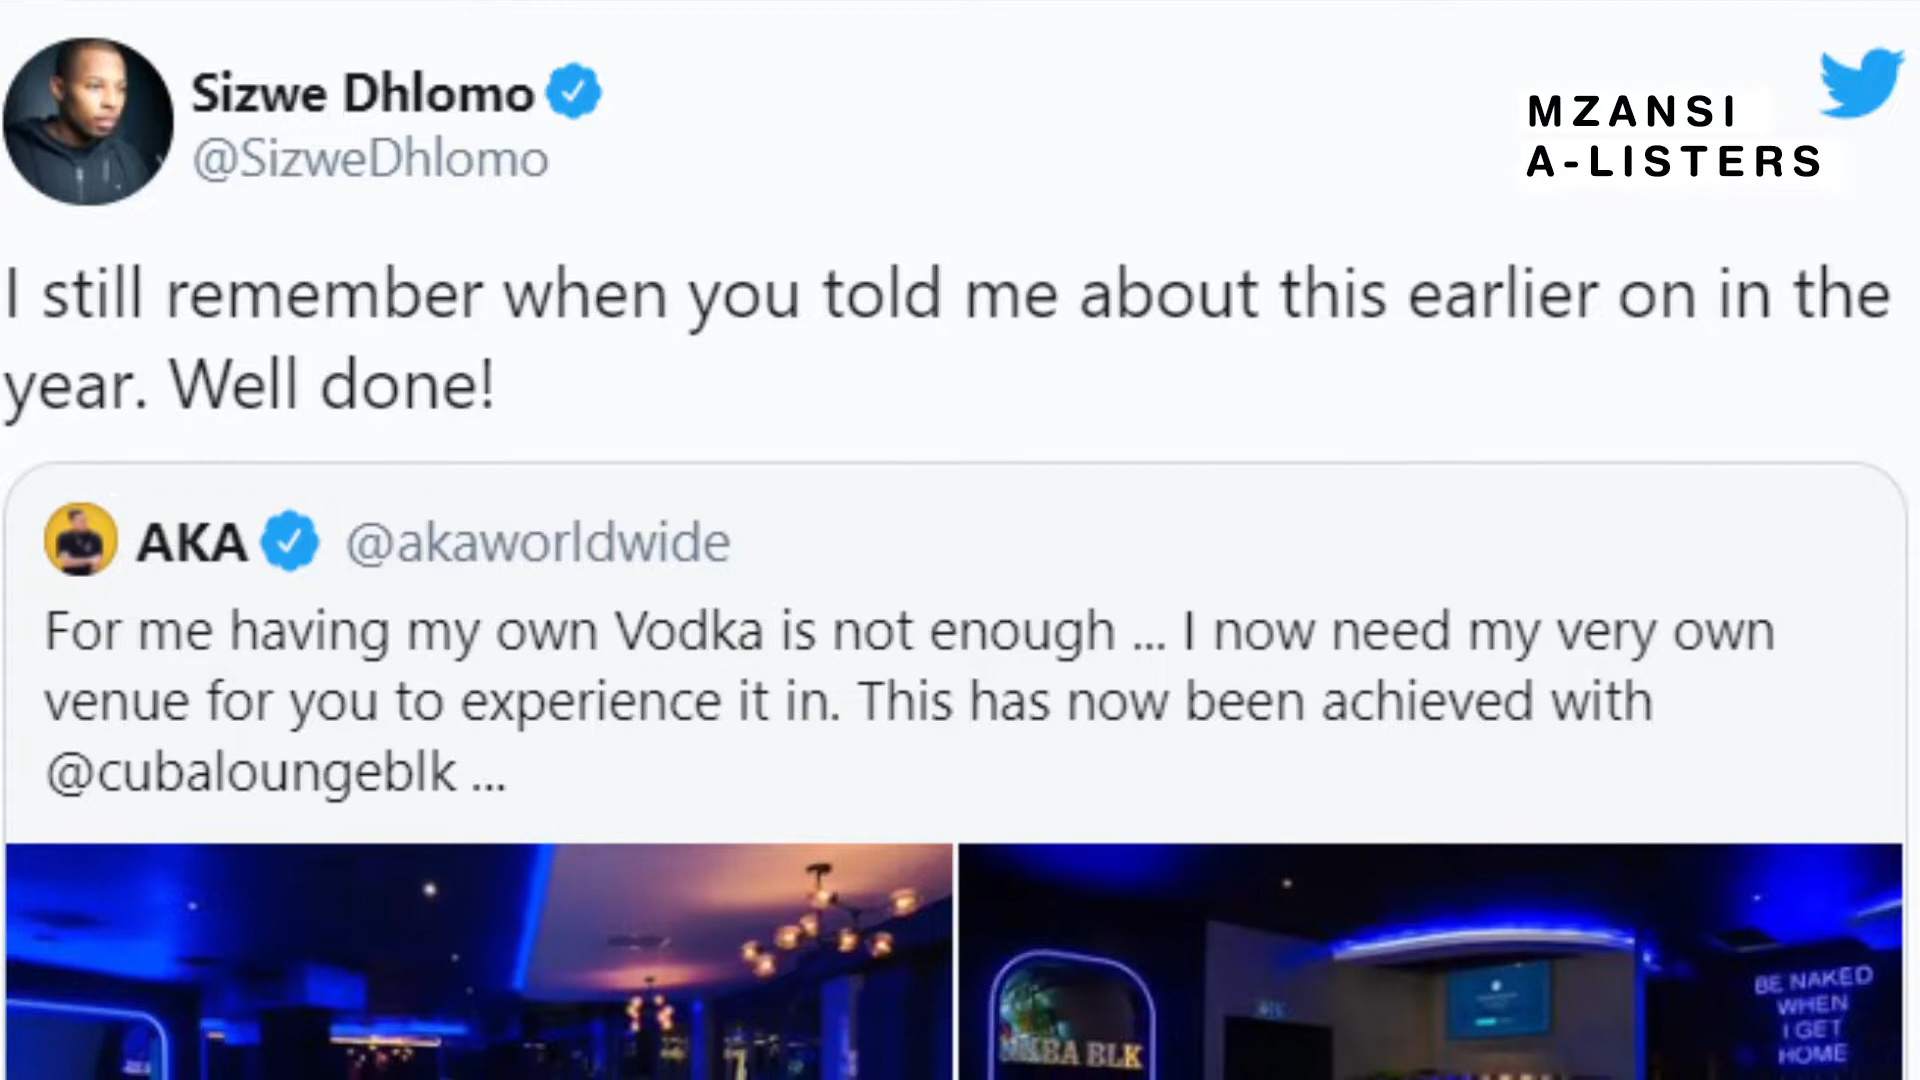 Sizwe Dhlomo
@SizweDhlomo
MZANSI
A-LISTERS
I still remember when you told me about this earlier on in the
year. Well done!
AKA @akaworldwide
For me having my own Vodka is not enough ... I now need my very own
venue for you to experience it in. This has now been achieved with
@cubaloungeblk ...
BA BLK
BE NAKED
WHEN
I GET
HOME